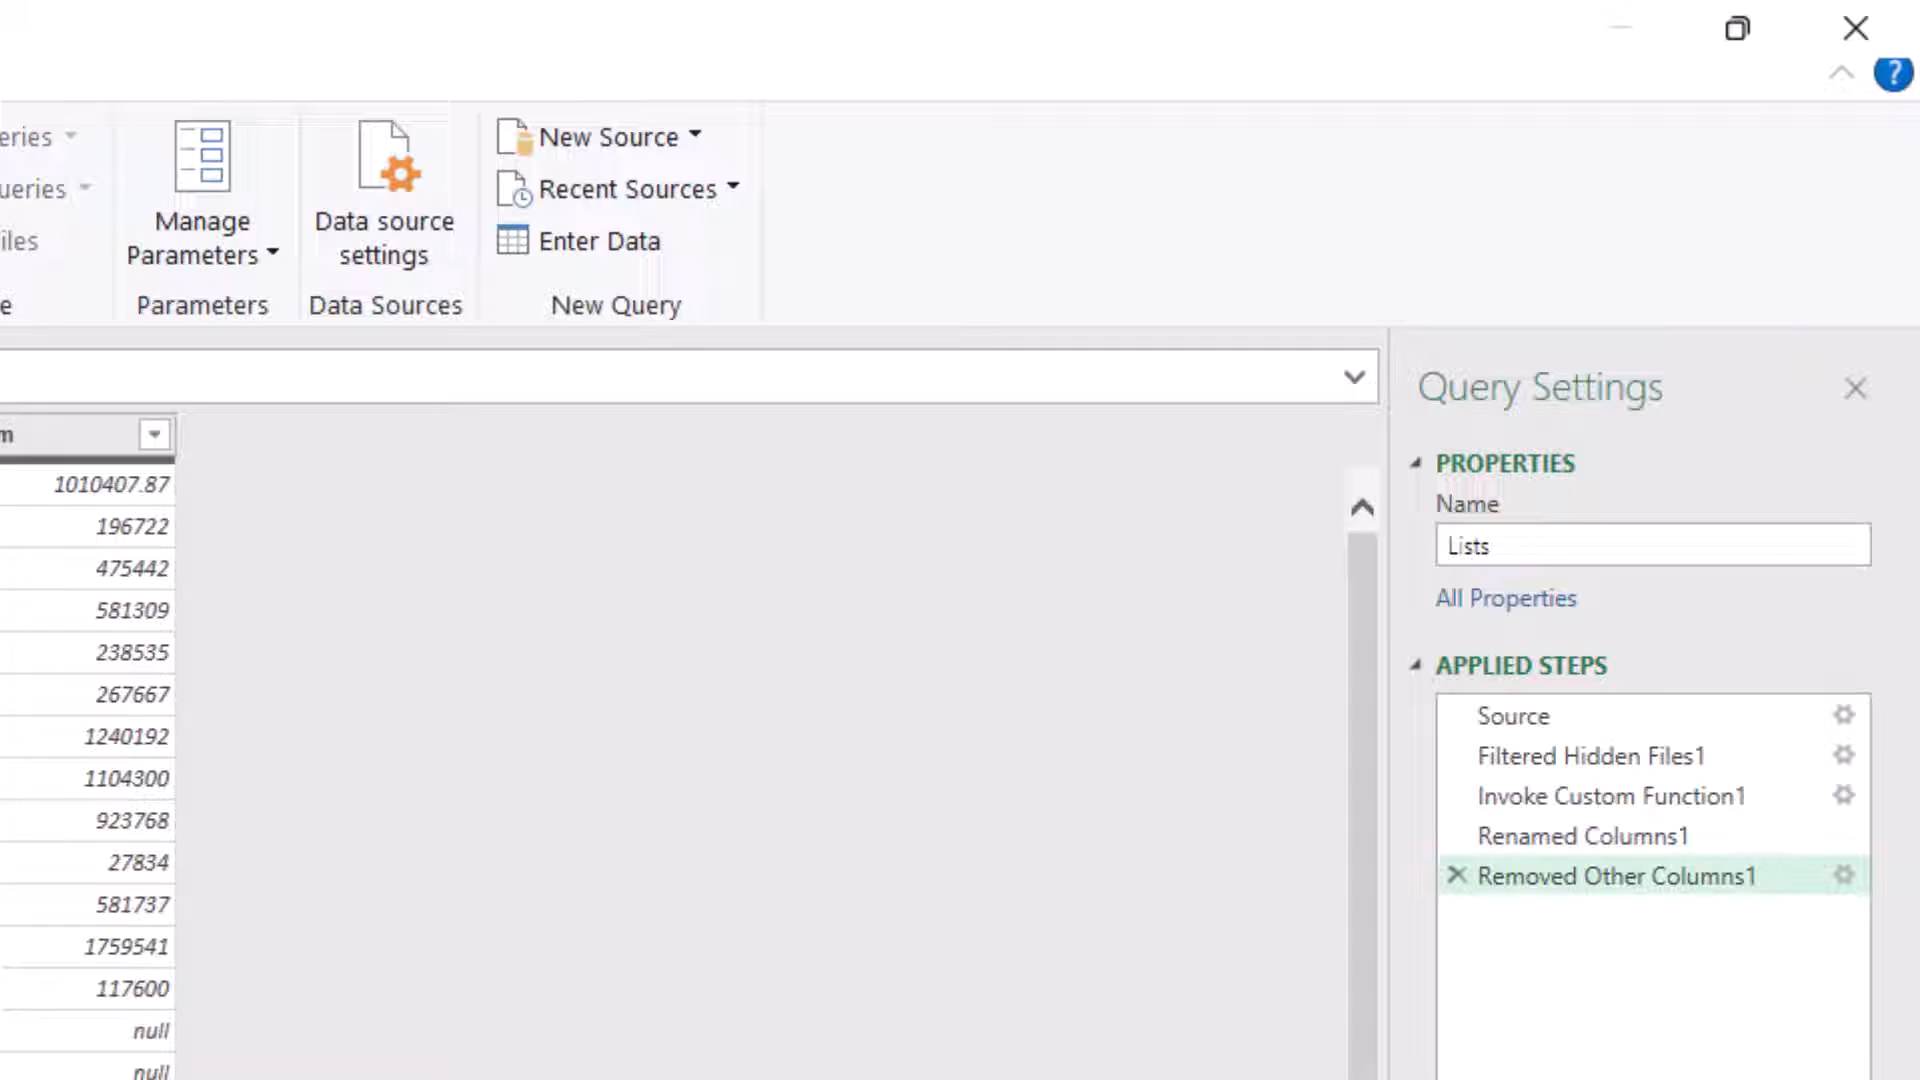 ?
eries
ueries
iles
e
Manage
Parameters
Parameters
Data source
settings
Data Sources
New Source
Recent Sources
Enter Data
New Query
m
1010407.87
196722
475442
581309
238535
267667
1240192
1104300
923768
27834
581737
1759541
117600
null
null
Query Settings
PROPERTIES
Name
Lists
All Properties
APPLIED STEPS
Source
Filtered Hidden Files1
Invoke Custom Function1
Renamed Columns1
Removed Other Columns1